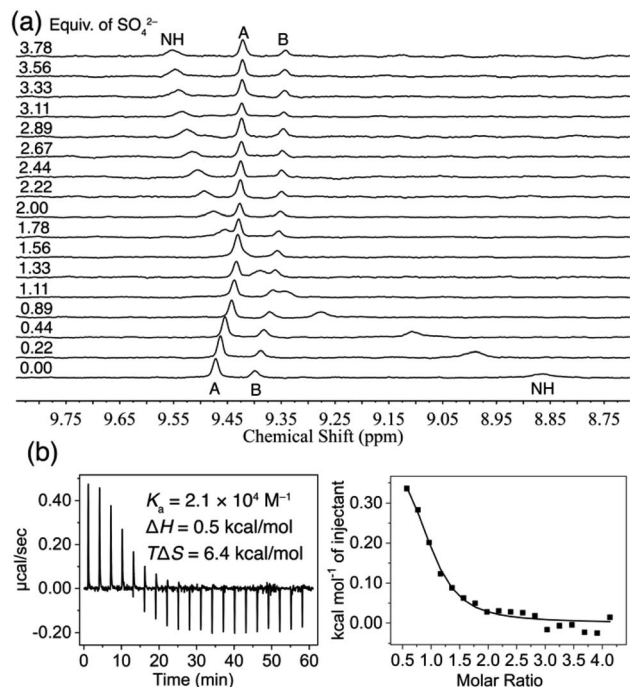 (a) Equiv. of SO₄²⁻
NH A B
3.78
3.56
3.33
3.11
2.89
2.67
2.44
2.22
2.00
1.78
1.56
1.33
1.11
0.89
0.44
0.22
0.00
A B NH
9.75 9.65 9.55 9.45 9.35 9.25 9.15 9.05 8.95 8.85 8.75
Chemical Shift (ppm)
(b)
µcal/sec
0.40
0.20
0.00
-0.20
Kₐ = 2.1 × 10⁴ M⁻¹
ΔH = 0.5 kcal/mol
TΔS = 6.4 kcal/mol
0 10 20 30 40 50 60
Time (min)
kcal mol⁻¹ of injectant
0.30
0.20
0.10
0.00
0.5 1.0 1.5 2.0 2.5 3.0 3.5 4.0
Molar Ratio